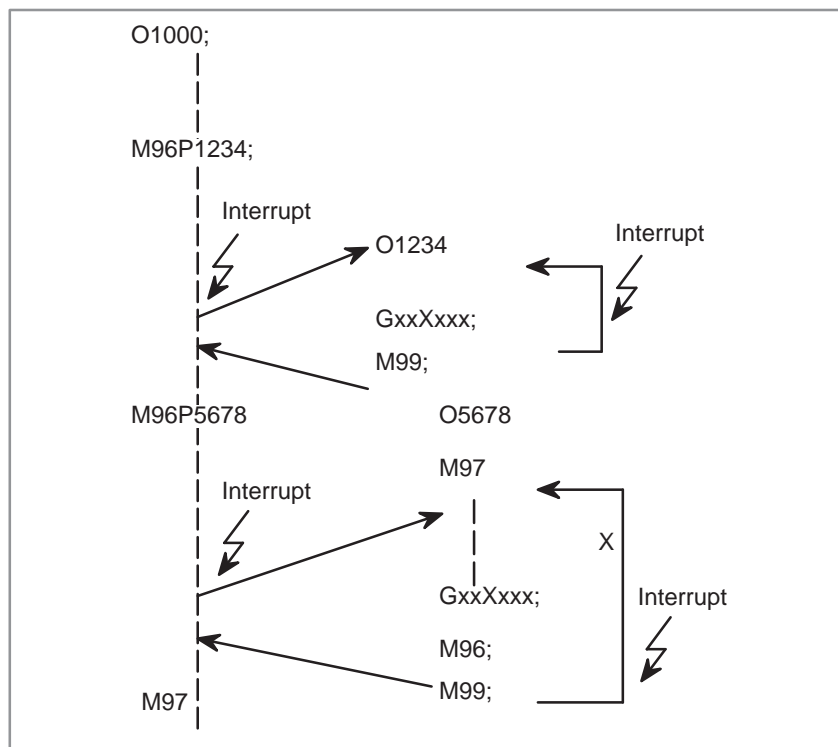 O1000;
M96P1234;
Interrupt
O1234
Interrupt
GxxXxxx;
M99;
M96P5678
O5678
M97
Interrupt
X
GxxXxxx;
Interrupt
M96;
M99;
M97